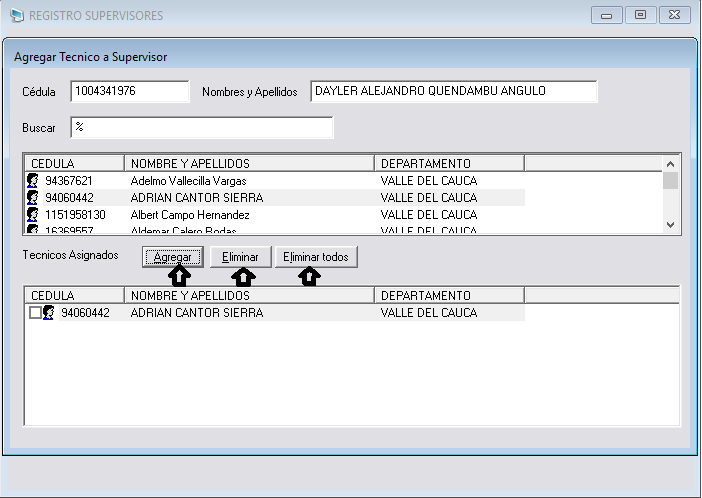 REGISTRO SUPERVISORES
Agregar Tecnico a Supervisor
Cédula 1004341976 Nombres y Apellidos DAYLER ALEJANDRO QUENDAMBU ANGULO
Buscar %
CEDULA NOMBRE Y APELLIDOS DEPARTAMENTO
94367621 Adelmo Vallecilla Vargas VALLE DEL CAUCA
94060442 ADRIAN CANTOR SIERRA VALLE DEL CAUCA
1151958130 Albert Campo Hernandez VALLE DEL CAUCA
16369557 Aldemar Calero Rodas VALLE DEL CAUCA
Tecnicos Asignados Agregar Eliminar Eliminar todos
CEDULA NOMBRE Y APELLIDOS DEPARTAMENTO
94060442 ADRIAN CANTOR SIERRA VALLE DEL CAUCA